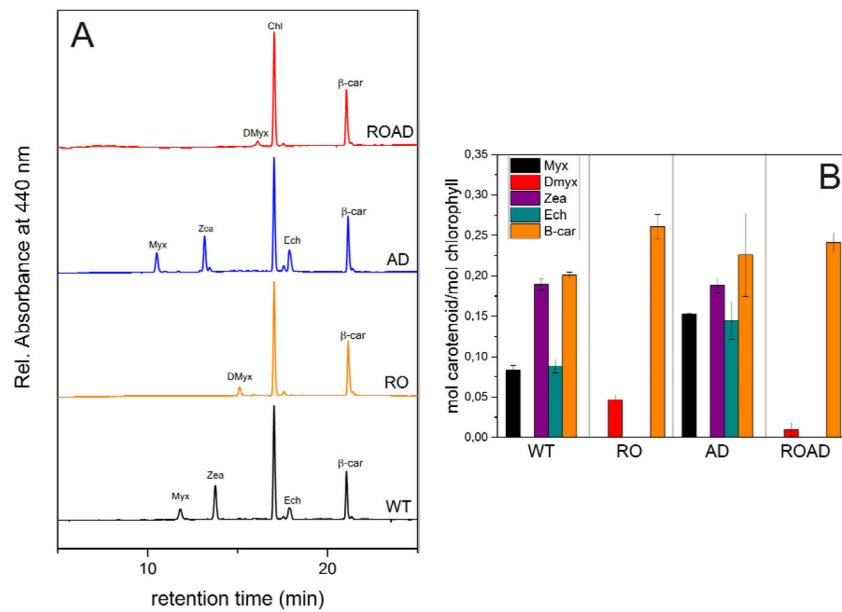 A
Chl
β-car
DMyx
ROAD
Myx
Zea
Ech
β-car
AD
DMyx
β-car
RO
Myx
Zea
Ech
β-car
WT
10
20
retention time (min)
Rel. Absorbance at 440 nm
B
Myx
Dmyx
Zea
Ech
B-car
0,35
0,30
0,25
0,20
0,15
0,10
0,05
0,00
mol carotenoid/mol chlorophyll
WT
RO
AD
ROAD